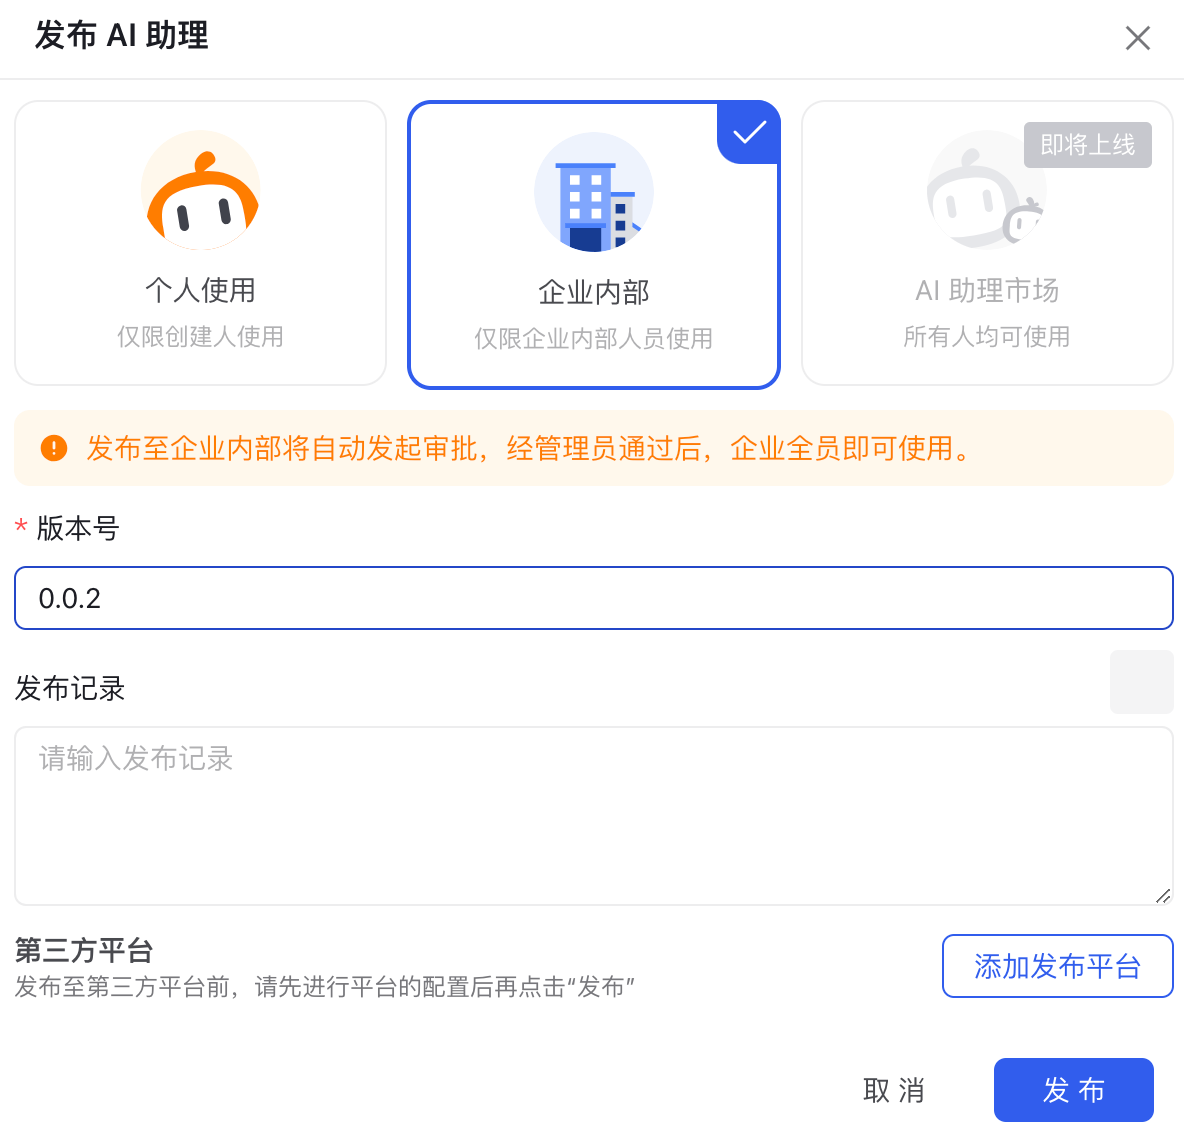 发布 AI 助理
即将上线
个人使用
仅限创建人使用
企业内部
仅限企业内部人员使用
AI 助理市场
所有人均可使用
发布至企业内部将自动发起审批，经管理员通过后，企业全员即可使用。
* 版本号
0.0.2
发布记录
请输入发布记录
第三方平台
发布至第三方平台前，请先进行平台的配置后再点击“发布”
添加发布平台
取 消
发 布